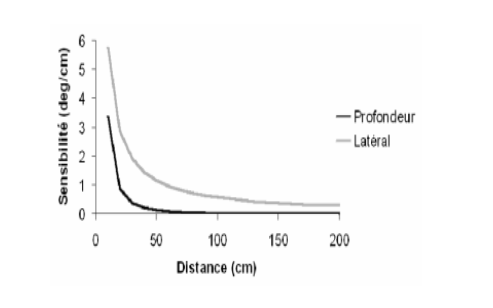 6
5
4
3
2
1
0
Sensibilité (deg/cm)
0 50 100 150 200
Distance (cm)
Profondeur
Latéral